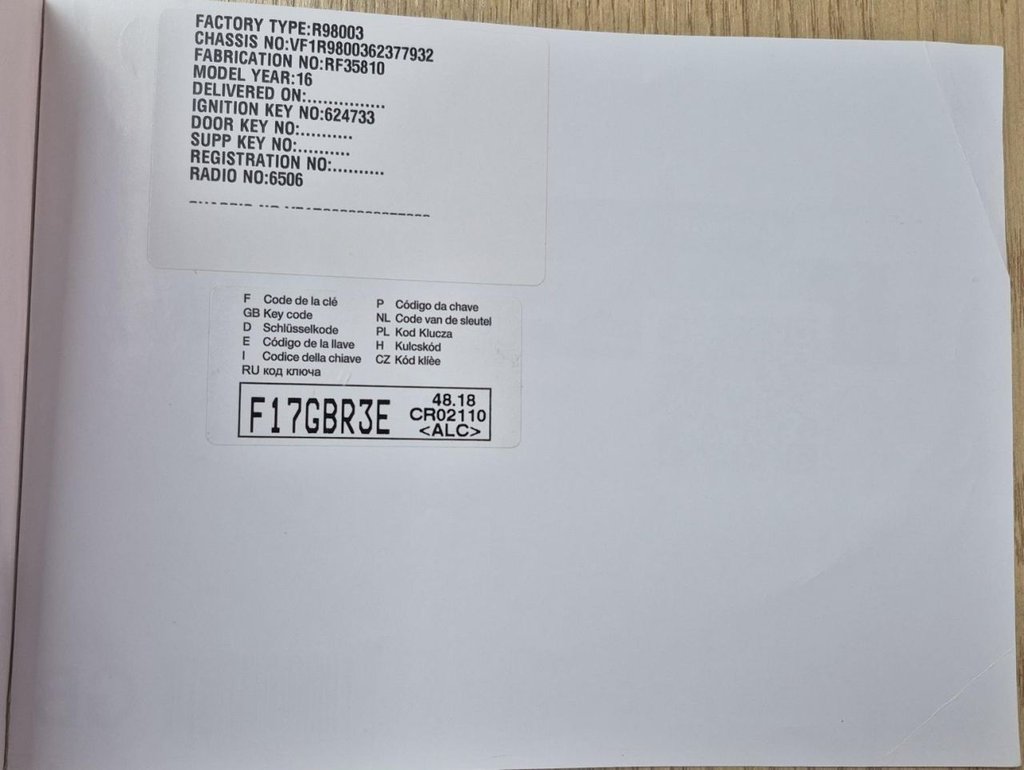 FACTORY TYPE:R98003
CHASSIS NO:VF1R9800362377932
FABRICATION NO:RF35810
MODEL YEAR:16
DELIVERED ON:...............
IGNITION KEY NO:624733
DOOR KEY NO:..........
SUPP KEY NO:..........
REGISTRATION NO:..........
RADIO NO:6506
F Code de la clé
GB Key code
D Schlüsselkode
E Código de la llave
I Codice della chiave
RU код ключа
P Código da chave
NL Code van de sleutel
PL Kod Klucza
H Kulcskód
CZ Kód klíèe
F17GBR3E
48.18
CR02110
<ALC>